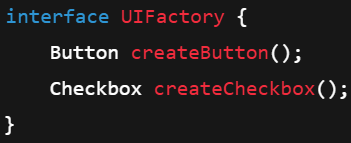 interface UIFactory {
    Button createButton();
    Checkbox createCheckbox();
}